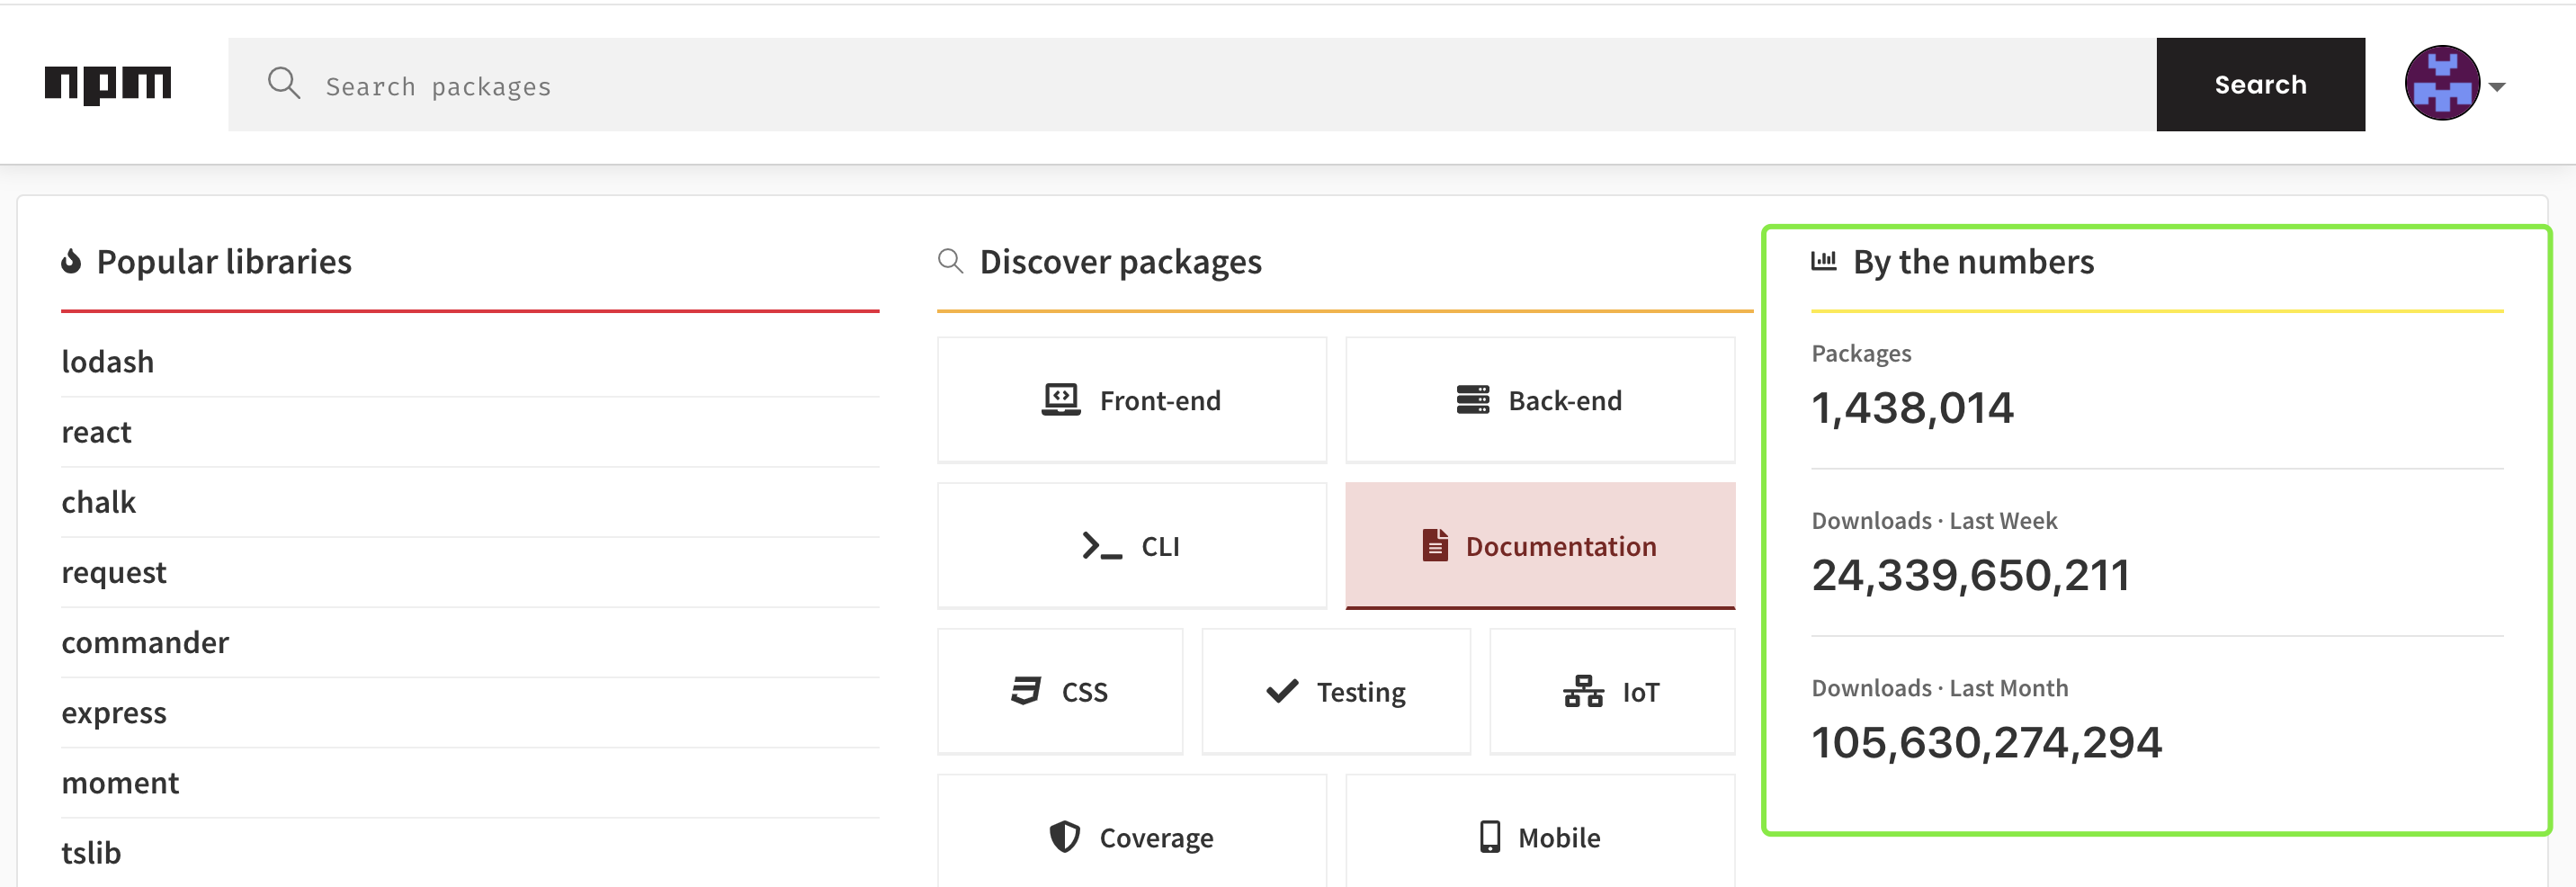 npm
Search packages
Search
Popular libraries
lodash
react
chalk
request
commander
express
moment
tslib
Discover packages
Front-end
Back-end
CLI
Documentation
CSS
Testing
IoT
Coverage
Mobile
By the numbers
Packages
1,438,014
Downloads · Last Week
24,339,650,211
Downloads · Last Month
105,630,274,294